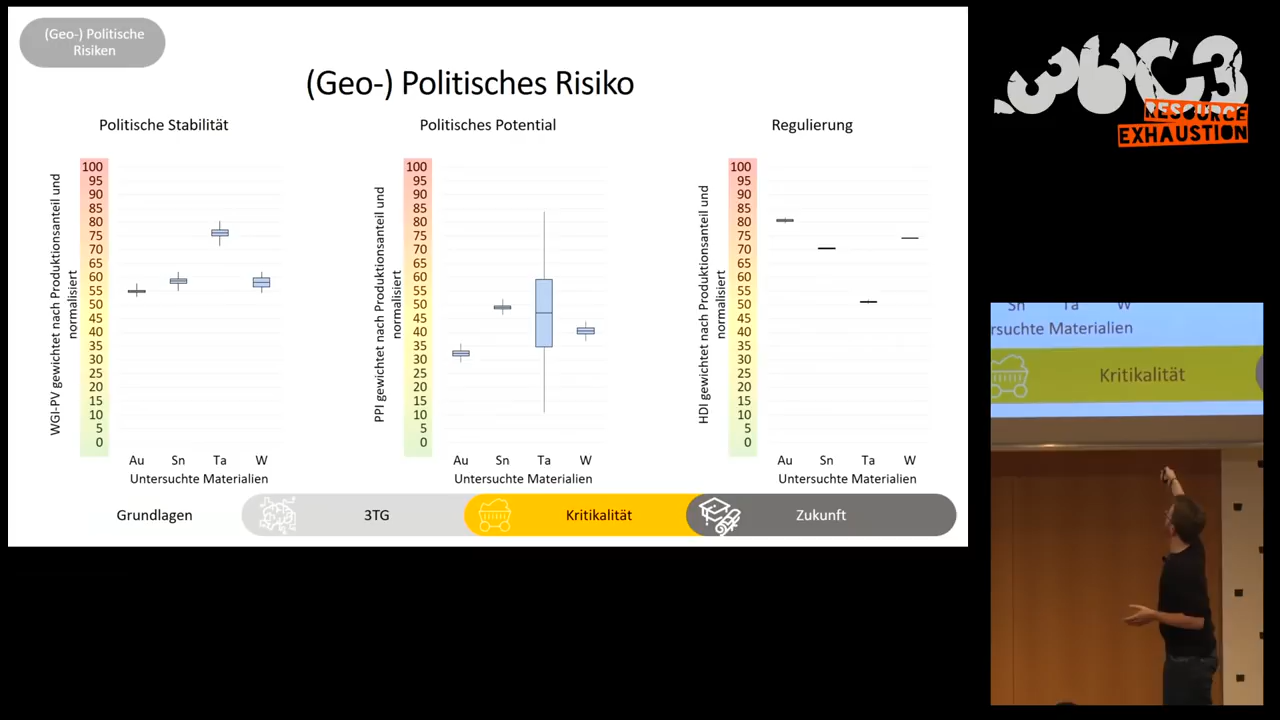 (Geo-) Politische
Risiken
(Geo-) Politisches Risiko
Politische Stabilität
WGI-PV gewichtet nach Produktionsanteil und
normalisiert
100
95
90
85
80
75
70
65
60
55
50
45
40
35
30
25
20
15
10
5
0
Au Sn Ta W
Untersuchte Materialien
Politisches Potential
PPI gewichtet nach Produktionsanteil und
normalisiert
100
95
90
85
80
75
70
65
60
55
50
45
40
35
30
25
20
15
10
5
0
Au Sn Ta W
Untersuchte Materialien
Regulierung
HDI gewichtet nach Produktionsanteil und
normalisiert
100
95
90
85
80
75
70
65
60
55
50
45
40
35
30
25
20
15
10
5
0
Au Sn Ta W
Untersuchte Materialien
Grundlagen 3TG Kritikalität Zukunft
36C3
RESOURCE
EXHAUSTION
Sn Ta W
rsuchte Materialien
Kritikalität